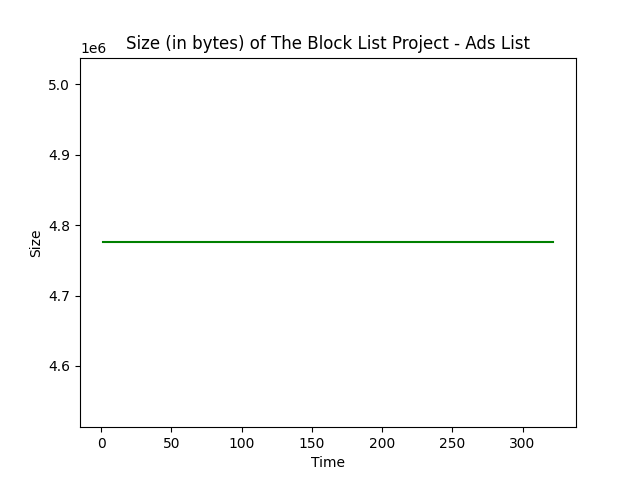 Size (in bytes) of The Block List Project - Ads List
1e6
5.0
4.9
4.8
4.7
4.6
Size
0 50 100 150 200 250 300
Time